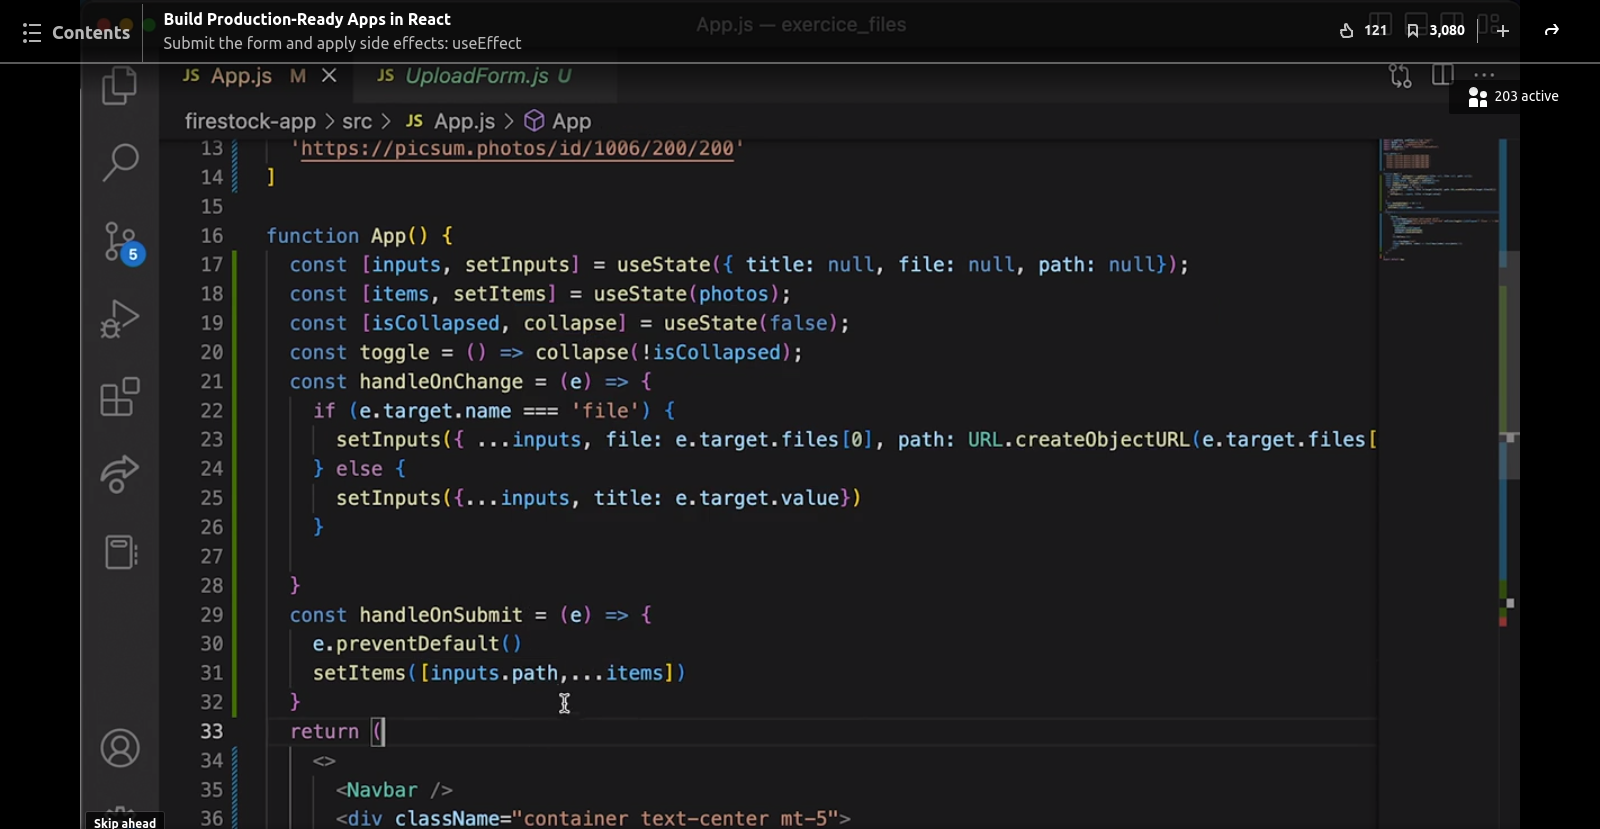 Contents
Build Production-Ready Apps in React
Submit the form and apply side effects: useEffect
App.js — exercice_files
121
3,080
203 active
JS App.js M
JS UploadForm.js U
firestock-app > src > JS App.js > App
13 'https://picsum.photos/id/1006/200/200'
14 ]
15
16 function App() {
17 const [inputs, setInputs] = useState({ title: null, file: null, path: null});
18 const [items, setItems] = useState(photos);
19 const [isCollapsed, collapse] = useState(false);
20 const toggle = () => collapse(!isCollapsed);
21 const handleOnChange = (e) => {
22 if (e.target.name === 'file') {
23 setInputs({ ...inputs, file: e.target.files[0], path: URL.createObjectURL(e.target.files[
24 } else {
25 setInputs({...inputs, title: e.target.value})
26 }
27
28 }
29 const handleOnSubmit = (e) => {
30 e.preventDefault()
31 setItems([inputs.path,...items])
32 }
33 return (
34 <>
35 <Navbar />
36 <div className="container text-center mt-5">
5
Skip ahead